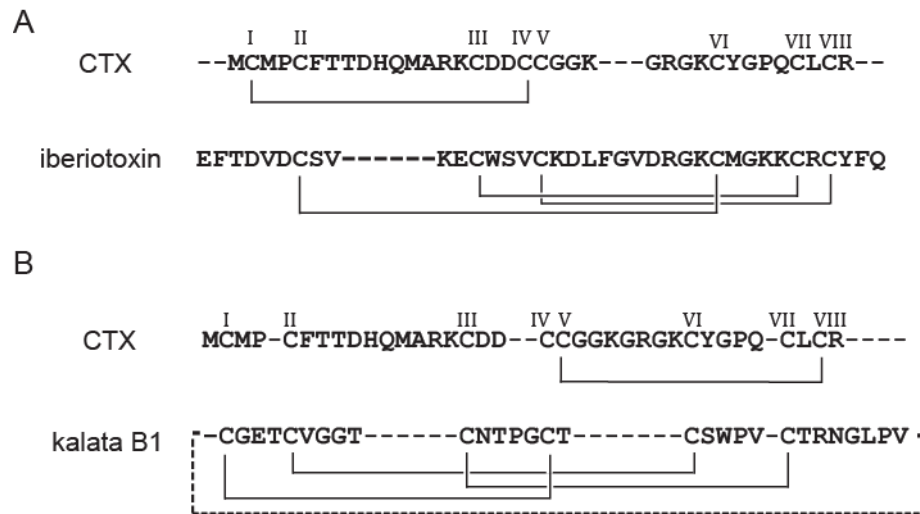 A
I II III IV V VI VII VIII
CTX --MCMPCFTTDHQMARKCDDCCGGK---GRGKCYGPQCLCR--
iberiotoxin EFTDVDCSV------KECWSVCKDLFGVDRGKCMGKKCRCYFQ
B
I II III IV V VI VII VIII
CTX MCMP-CFTTDHQMARKCDD--CCGGKGRGKCYGPQ-CLCR----
kalata B1 -CGETCVGGT------CNTPGCT-------CSWPV-CTRNGLPV-